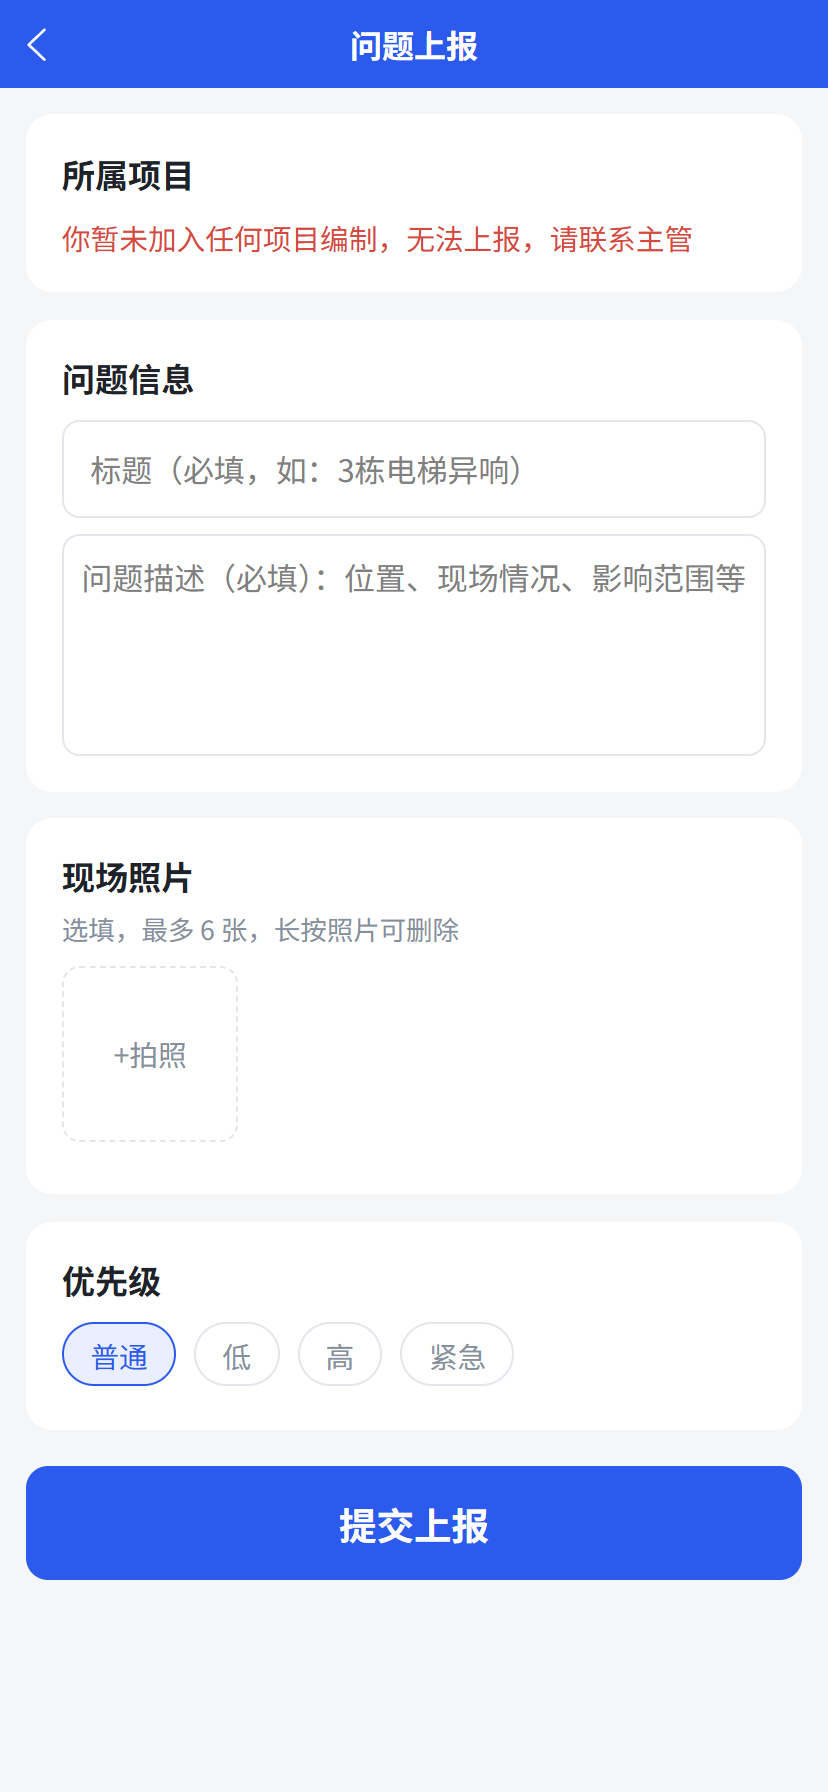 问题上报
所属项目
你暂未加入任何项目编制，无法上报，请联系主管
问题信息
标题（必填，如：3栋电梯异响）
问题描述（必填）：位置、现场情况、影响范围等
现场照片
选填，最多 6 张，长按照片可删除
+拍照
优先级
普通 低 高 紧急
提交上报